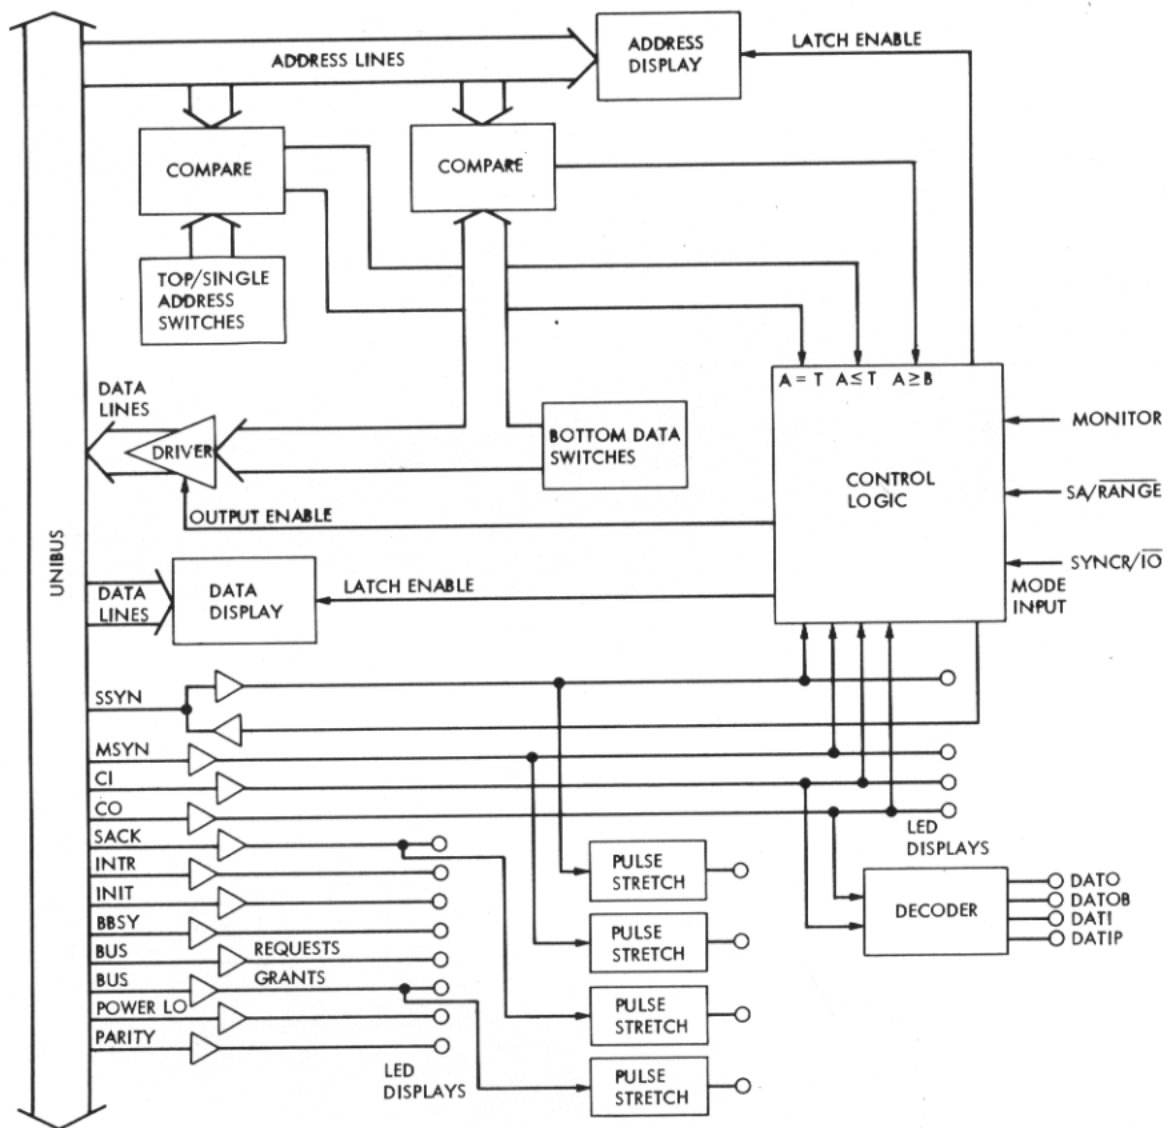 ADDRESS LINES
ADDRESS
DISPLAY
LATCH ENABLE
COMPARE
COMPARE
TOP/SINGLE
ADDRESS
SWITCHES
A = T A ≤ T A ≥ B
DATA
LINES
DRIVER
BOTTOM DATA
SWITCHES
MONITOR
CONTROL
LOGIC
SA/R̅A̅N̅G̅E̅
OUTPUT ENABLE
UNIBUS
SYNCR/I̅O̅
MODE
INPUT
DATA
LINES
DATA
DISPLAY
LATCH ENABLE
SSYN
MSYN
CI
CO
LED
DISPLAYS
SACK
INTR
INIT
BBSY
BUS REQUESTS
BUS GRANTS
POWER LO
PARITY
LED
DISPLAYS
PULSE
STRETCH
PULSE
STRETCH
PULSE
STRETCH
PULSE
STRETCH
DECODER
DATO
DATOB
DATI
DATIP